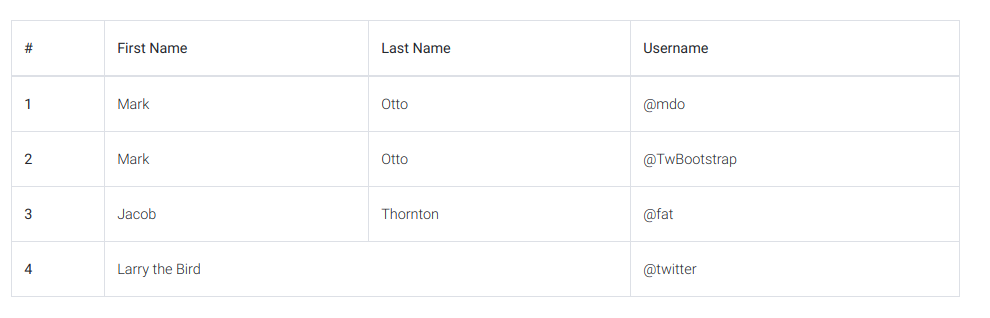 # First Name Last Name Username
1 Mark Otto @mdo
2 Mark Otto @TwBootstrap
3 Jacob Thornton @fat
4 Larry the Bird @twitter